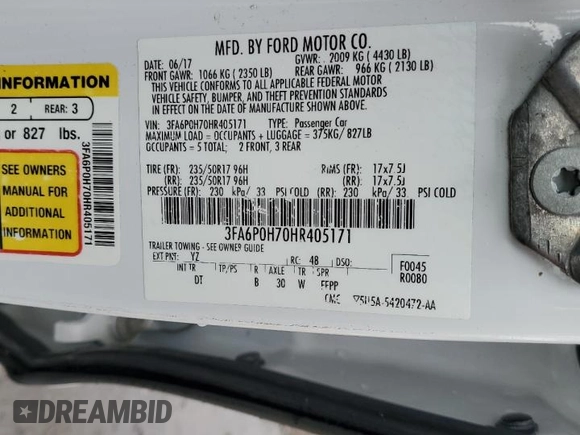 INFORMATION
2 REAR: 3
or 827 lbs.
SEE OWNERS
MANUAL FOR
ADDITIONAL
INFORMATION
3FA6P0H70HR405171
MFD. BY FORD MOTOR CO.
DATE: 06/17 GVWR: 2009 KG ( 4430 LB)
FRONT GAWR: 1066 KG ( 2350 LB) REAR GAWR: 966 KG ( 2130 LB)
THIS VEHICLE CONFORMS TO ALL APPLICABLE FEDERAL MOTOR
VEHICLE SAFETY, BUMPER, AND THEFT PREVENTION STANDARDS
IN EFFECT ON THE DATE OF MANUFACTURE SHOWN ABOVE.
VIN: 3FA6P0H70HR405171 TYPE: Passenger Car
MAXIMUM LOAD = OCCUPANTS + LUGGAGE = 375KG/827LB
OCCUPANTS = 5 TOTAL; 2 FRONT, 3 REAR
TIRE (FR): 235/50R17 96H RIMS (FR): 17x7.5J
(RR): 235/50R17 96H (RR): 17x7.5J
PRESSURE (FR): 230 kPa/ 33 PSI COLD (RR): 230 kPa/ 33 PSI COLD
3FA6P0H70HR405171
TRAILER TOWING - SEE OWNER GUIDE
EXT PNT: YZ RC: 4B DSO: F0045
INT TR TP/PS R AXLE TR SPR R0080
DT B 30 W FFPP
5420472-AA
DREAMBID